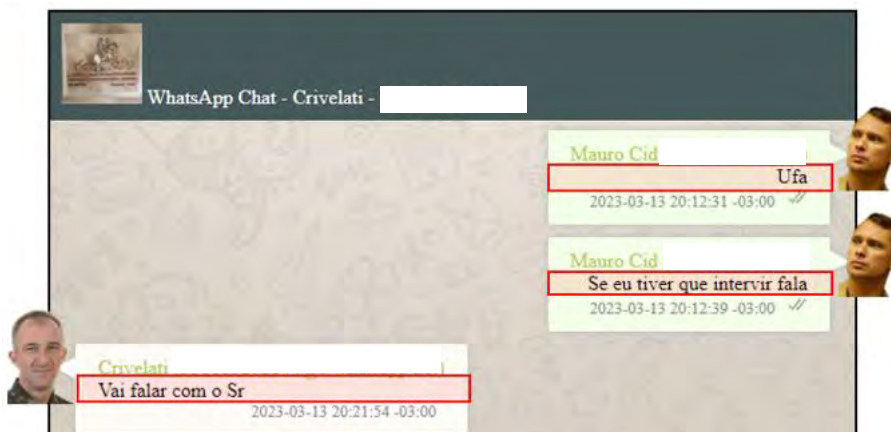 WhatsApp Chat - Crivelati -
Mauro Cid
Ufa
2023-03-13 20:12:31 -03:00
Mauro Cid
Se eu tiver que intervir fala
2023-03-13 20:12:39 -03:00
Crivelati
Vai falar com o Sr
2023-03-13 20:21:54 -03:00